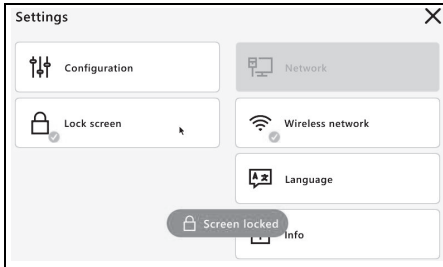 Settings
Configuration
Network
Lock screen
Wireless network
Language
Screen locked
Info